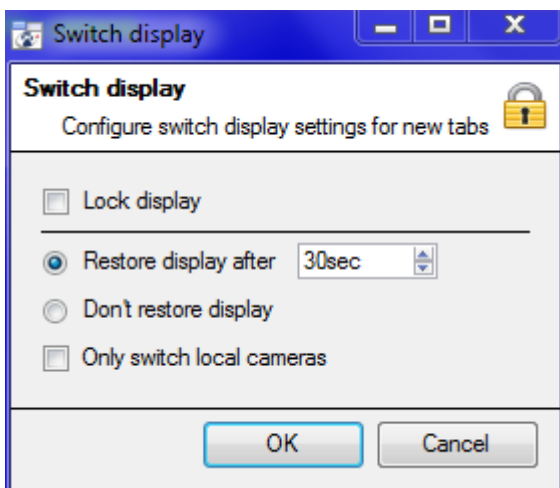 Switch display
Switch display
Configure switch display settings for new tabs
Lock display
Restore display after 30sec
Don't restore display
Only switch local cameras
OK Cancel